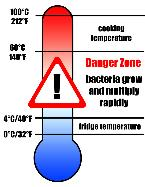 100°C
212°F
cooking
temperature
60°C
140°F
Danger Zone
!
bacteria grow
and multiply
rapidly
4°C/40°F
fridge temperature
0°C/32°F